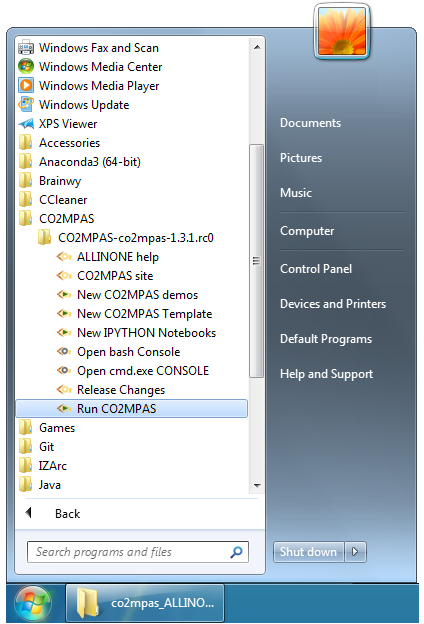 Windows Fax and Scan
Windows Media Center
Windows Media Player
Windows Update
XPS Viewer
Accessories
Anaconda3 (64-bit)
Brainwy
CCleaner
CO2MPAS
CO2MPAS-co2mpas-1.3.1.rc0
ALLINONE help
CO2MPAS site
New CO2MPAS demos
New CO2MPAS Template
New IPYTHON Notebooks
Open bash Console
Open cmd.exe CONSOLE
Release Changes
Run CO2MPAS
Games
Git
IZArc
Java
Back
Search programs and files
Documents
Pictures
Music
Computer
Control Panel
Devices and Printers
Default Programs
Help and Support
Shut down
co2mpas_ALLINO...